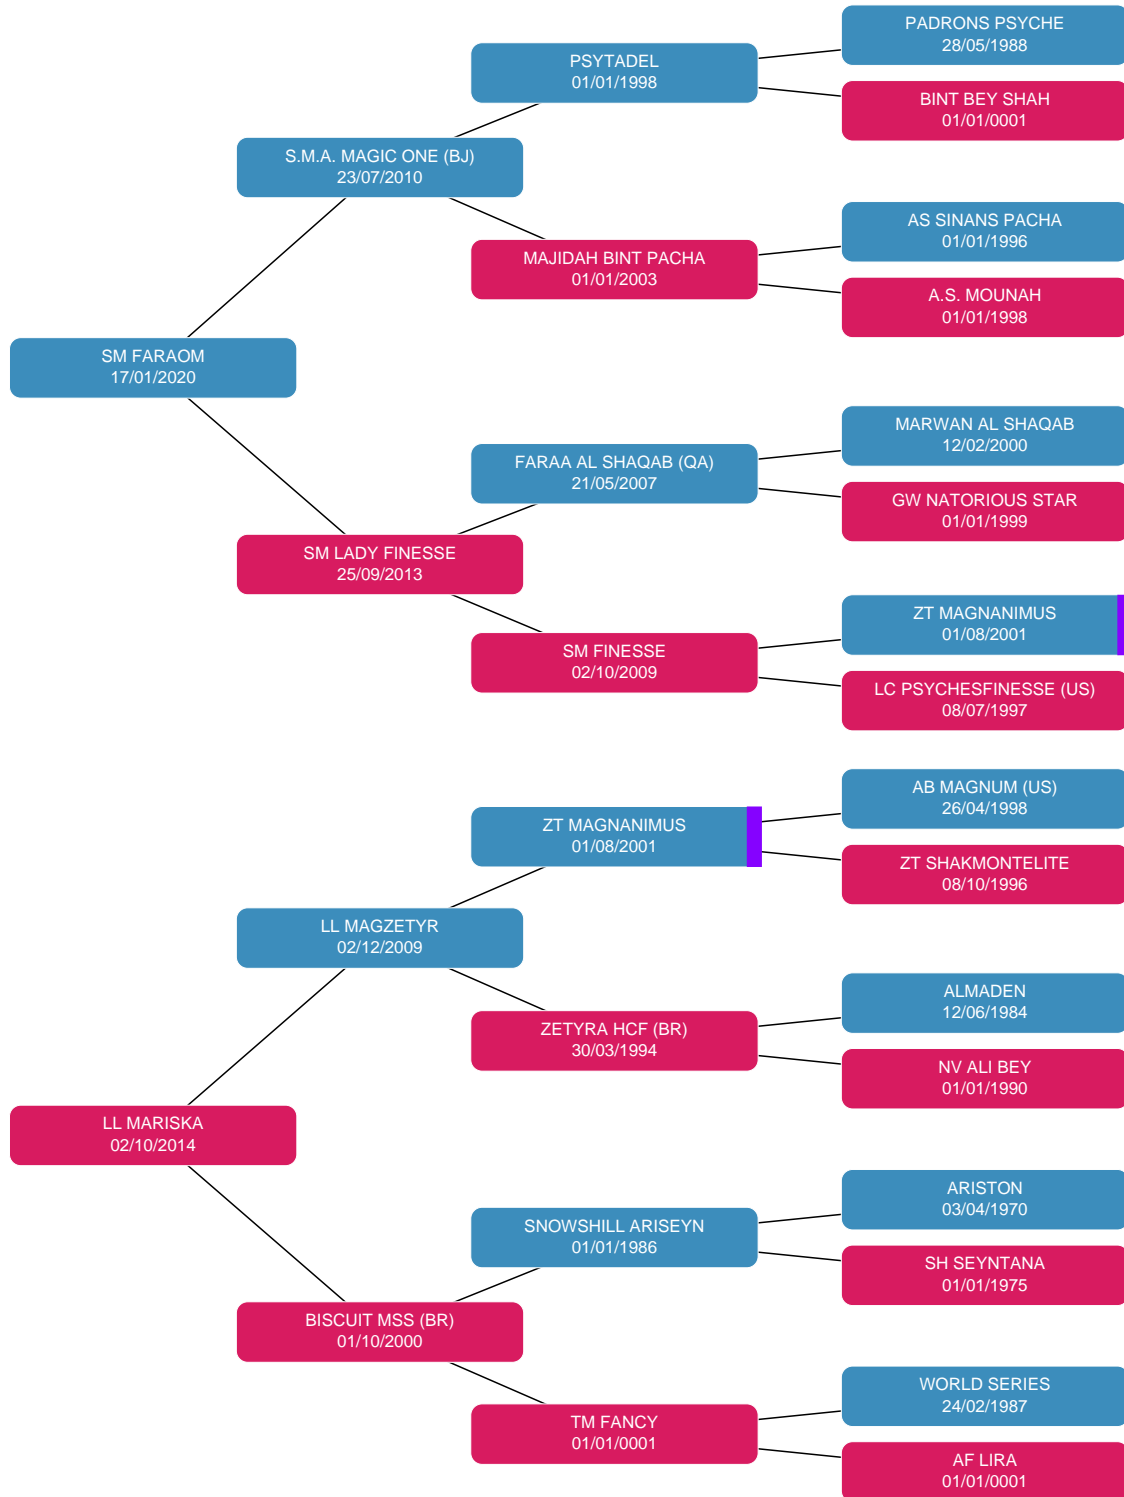 PADRONS PSYCHE
28/05/1988
PSYTADEL
01/01/1998
BINT BEY SHAH
01/01/0001
S.M.A. MAGIC ONE (BJ)
23/07/2010
AS SINANS PACHA
01/01/1996
MAJIDAH BINT PACHA
01/01/2003
A.S. MOUNAH
01/01/1998
SM FARAOM
17/01/2020
MARWAN AL SHAQAB
12/02/2000
FARAA AL SHAQAB (QA)
21/05/2007
GW NATORIOUS STAR
01/01/1999
SM LADY FINESSE
25/09/2013
ZT MAGNANIMUS
01/08/2001
SM FINESSE
02/10/2009
LC PSYCHESFINESSE (US)
08/07/1997
AB MAGNUM (US)
26/04/1998
ZT MAGNANIMUS
01/08/2001
ZT SHAKMONTELITE
08/10/1996
LL MAGZETYR
02/12/2009
ALMADEN
12/06/1984
ZETYRA HCF (BR)
30/03/1994
NV ALI BEY
01/01/1990
LL MARISKA
02/10/2014
ARISTON
03/04/1970
SNOWSHILL ARISEYN
01/01/1986
SH SEYNTANA
01/01/1975
BISCUIT MSS (BR)
01/10/2000
WORLD SERIES
24/02/1987
TM FANCY
01/01/0001
AF LIRA
01/01/0001